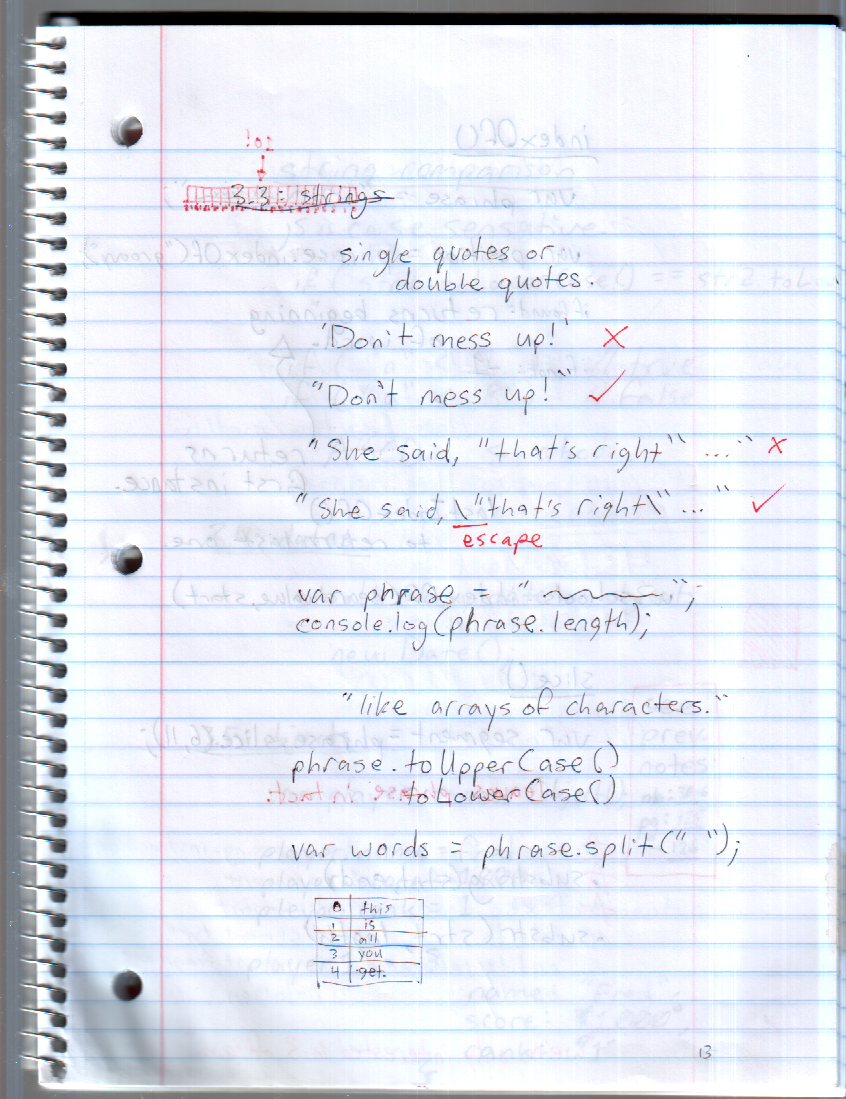 3.3: strings
single quotes or
double quotes.
'Don't mess up!' X
"Don't mess up!" ✓
"She said, "that's right" ..." X
"She said, \"that's right\" ..." ✓
escape
var phrase = " ";
console.log(phrase.length);
"like arrays of characters."
phrase.toUpperCase()
.toLowerCase()
var words = phrase.split(" ");
0 this
1 is
2 all
3 you
4 get.
13